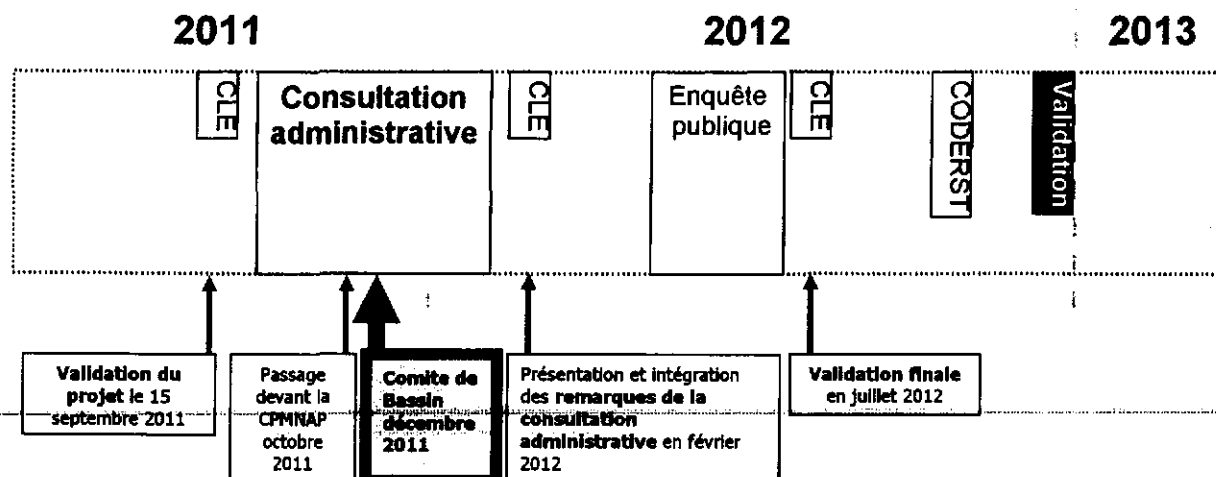 2011
2012
2013
CLE
Consultation
administrative
CLE
Enquête
publique
CLE
CODERST
Validation
Validation du
projet le 15
septembre 2011
Passage
devant la
CPMNAP
octobre
2011
Comite de
Bassin
décembre
2011
Présentation et intégration
des remarques de la
consultation
administrative en février
2012
Validation finale
en juillet 2012